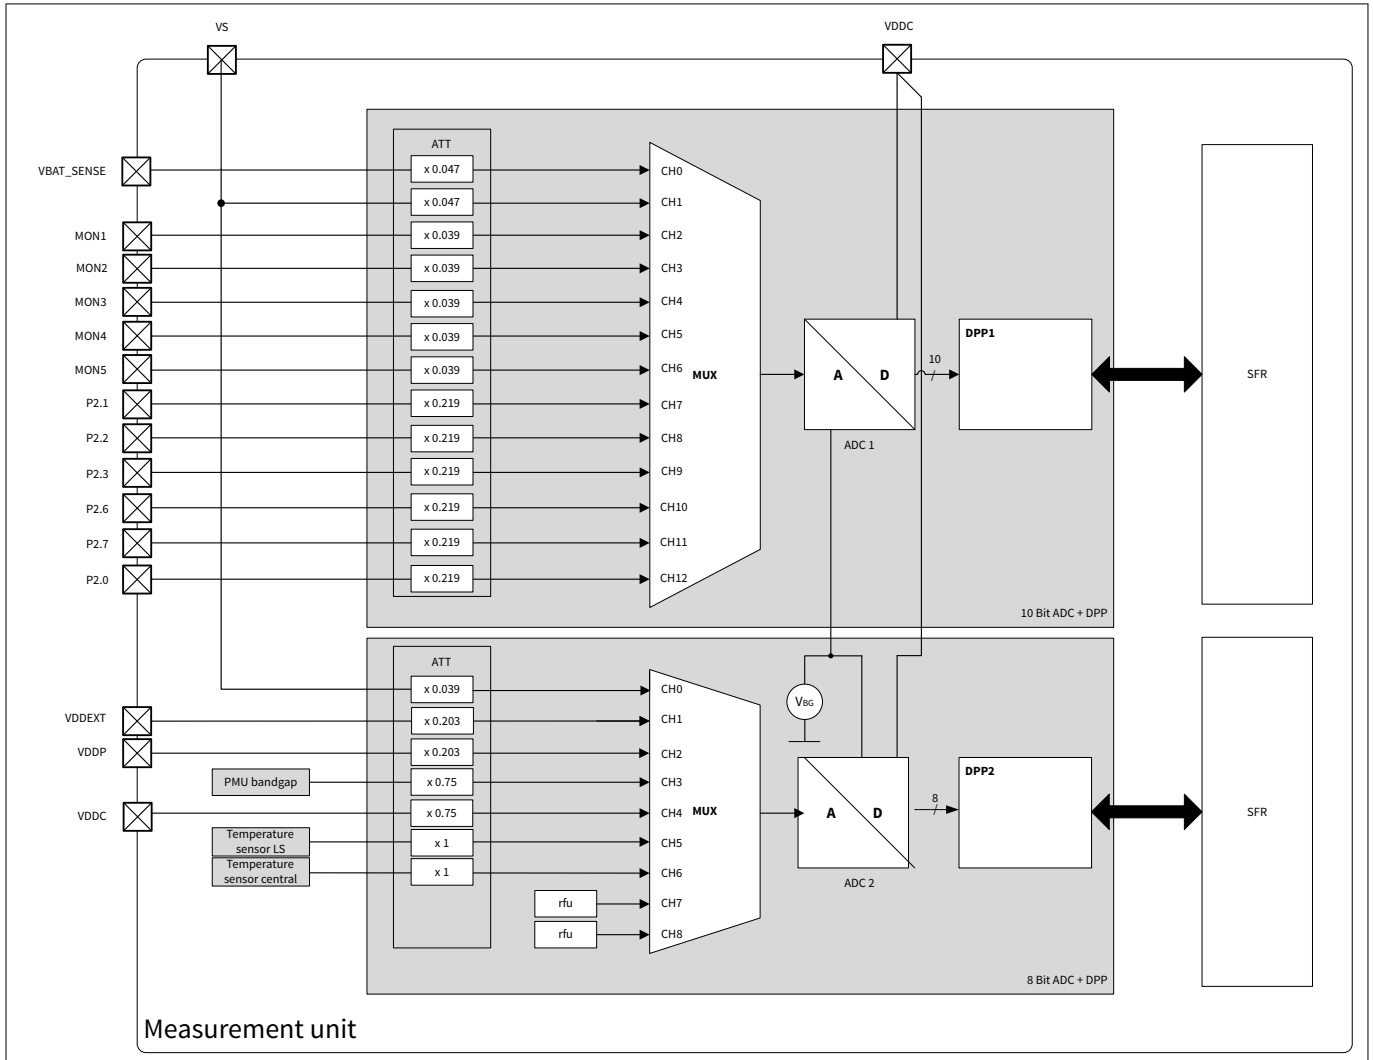 VS
VDDC
ATT
VBAT_SENSE
x 0.047
CH0
x 0.047
CH1
MON1
x 0.039
CH2
MON2
x 0.039
CH3
MON3
x 0.039
CH4
MON4
x 0.039
CH5
MON5
x 0.039
CH6
MUX
P2.1
x 0.219
CH7
P2.2
x 0.219
CH8
P2.3
x 0.219
CH9
P2.6
x 0.219
CH10
P2.7
x 0.219
CH11
P2.0
x 0.219
CH12
A
D
ADC 1
10
DPP1
SFR
10 Bit ADC + DPP
ATT
x 0.039
CH0
VDDEXT
x 0.203
CH1
VDDP
x 0.203
CH2
PMU bandgap
x 0.75
CH3
VDDC
x 0.75
CH4
MUX
Temperature
sensor LS
x 1
CH5
Temperature
sensor central
x 1
CH6
rfu
CH7
rfu
CH8
VBG
A
D
ADC 2
8
DPP2
SFR
8 Bit ADC + DPP
Measurement unit